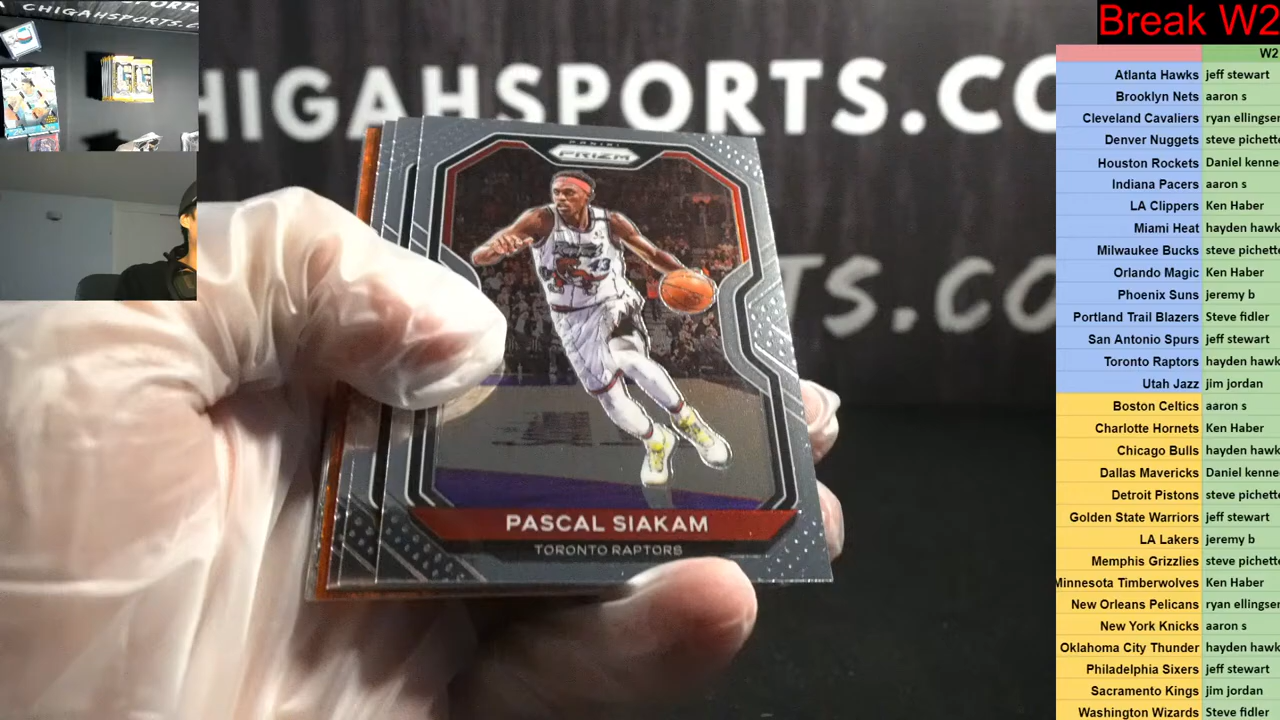 CHIGAHSPORTS.CO
HIGAHSPORTS.CO
Break W2
W2
Atlanta Hawks jeff stewart
Brooklyn Nets aaron s
Cleveland Cavaliers ryan ellingsen
Denver Nuggets steve pichette
Houston Rockets Daniel kenne
Indiana Pacers aaron s
LA Clippers Ken Haber
Miami Heat hayden hawk
Milwaukee Bucks steve pichette
Orlando Magic Ken Haber
Phoenix Suns jeremy b
Portland Trail Blazers Steve fidler
San Antonio Spurs jeff stewart
Toronto Raptors hayden hawk
Utah Jazz jim jordan
Boston Celtics aaron s
Charlotte Hornets Ken Haber
Chicago Bulls hayden hawk
Dallas Mavericks Daniel kenne
Detroit Pistons steve pichette
Golden State Warriors jeff stewart
LA Lakers jeremy b
Memphis Grizzlies steve pichette
Minnesota Timberwolves Ken Haber
New Orleans Pelicans ryan ellingsen
New York Knicks aaron s
Oklahoma City Thunder hayden hawk
Philadelphia Sixers jeff stewart
Sacramento Kings jim jordan
Washington Wizards Steve fidler
TS.CO
PANINI
PRIZM
43
PASCAL SIAKAM
TORONTO RAPTORS